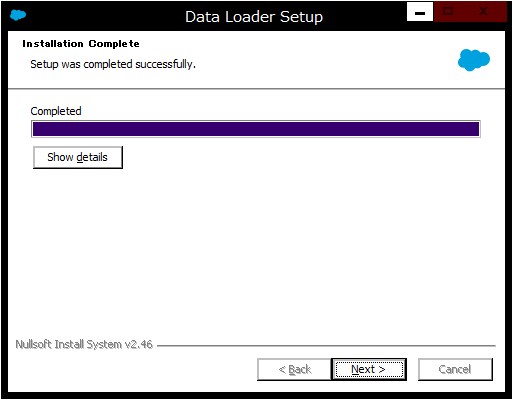 Data Loader Setup
Installation Complete
Setup was completed successfully.
Completed
Show details
Nullsoft Install System v2.46
< Back
Next >
Cancel